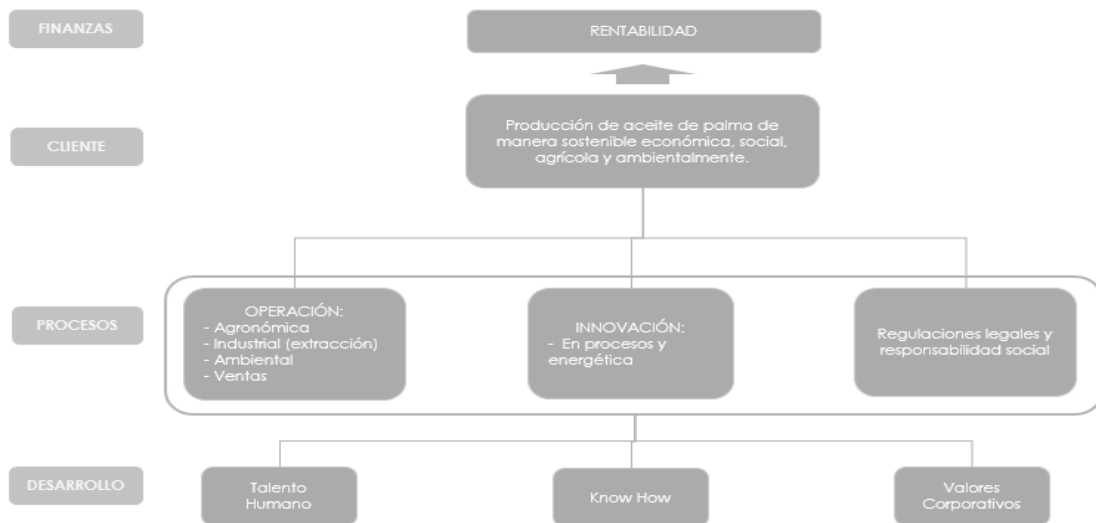 FINANZAS
RENTABILIDAD
CLIENTE
Producción de aceite de palma de
manera sostenible económica, social,
agrícola y ambientalmente.
PROCESOS
OPERACIÓN:
- Agronómica
- Industrial (extracción)
- Ambiental
- Ventas
INNOVACIÓN:
- En procesos y
energética
Regulaciones legales y
responsabilidad social
DESARROLLO
Talento
Humano
Know How
Valores
Corporativos